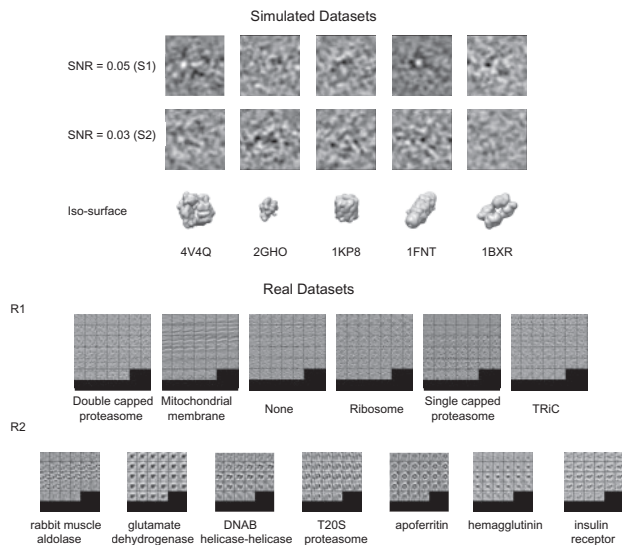 Simulated Datasets
SNR = 0.05 (S1)
SNR = 0.03 (S2)
Iso-surface
4V4Q 2GHO 1KP8 1FNT 1BXR
Real Datasets
R1
Double capped proteasome
Mitochondrial membrane
None
Ribosome
Single capped proteasome
TRiC
R2
rabbit muscle aldolase
glutamate dehydrogenase
DNAB helicase-helicase
T20S proteasome
apoferritin
hemagglutinin
insulin receptor